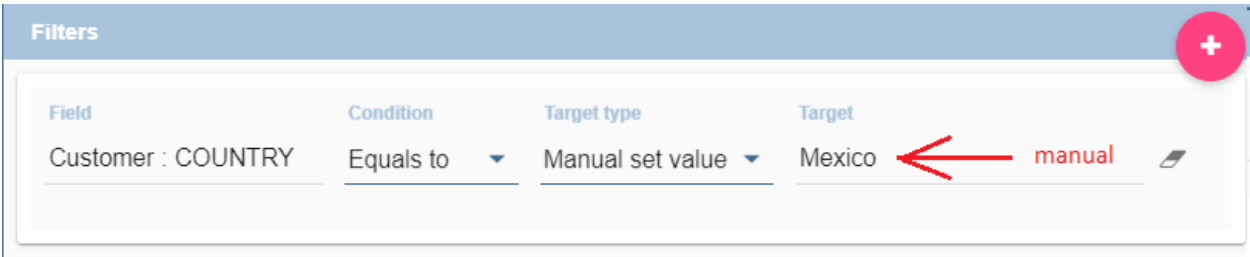 Filters
Field Condition Target type Target
Customer : COUNTRY Equals to Manual set value Mexico manual